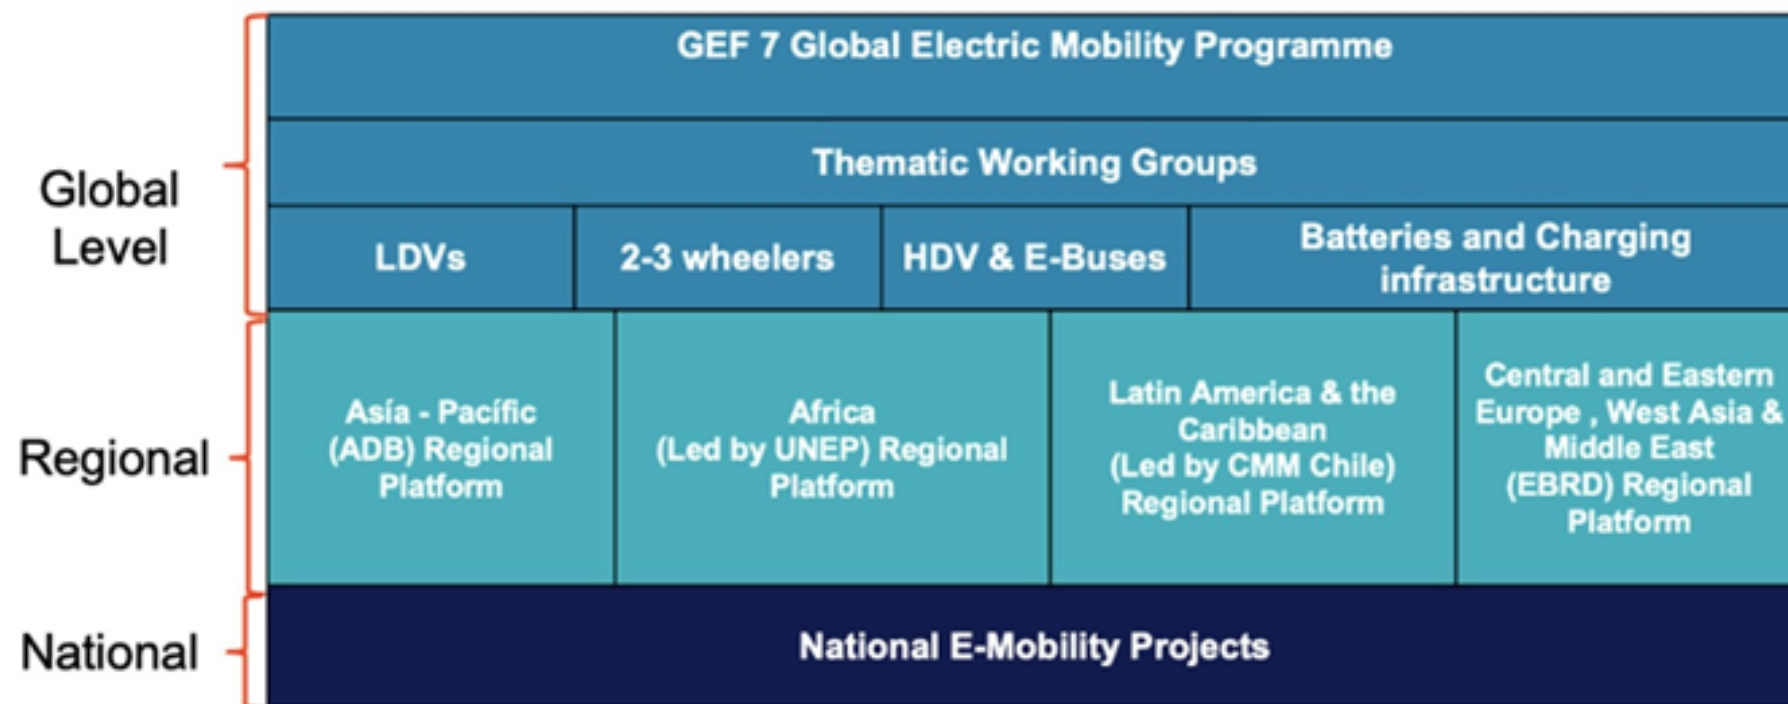 GEF 7 Global Electric Mobility Programme
Thematic Working Groups
Global
Level
LDVs
2-3 wheelers
HDV & E-Buses
Batteries and Charging
infrastructure
Regional
Asía - Pacífic
(ADB) Regional
Platform
Africa
(Led by UNEP) Regional
Platform
Latin America & the
Caribbean
(Led by CMM Chile)
Regional Platform
Central and Eastern
Europe , West Asia &
Middle East
(EBRD) Regional
Platform
National
National E-Mobility Projects